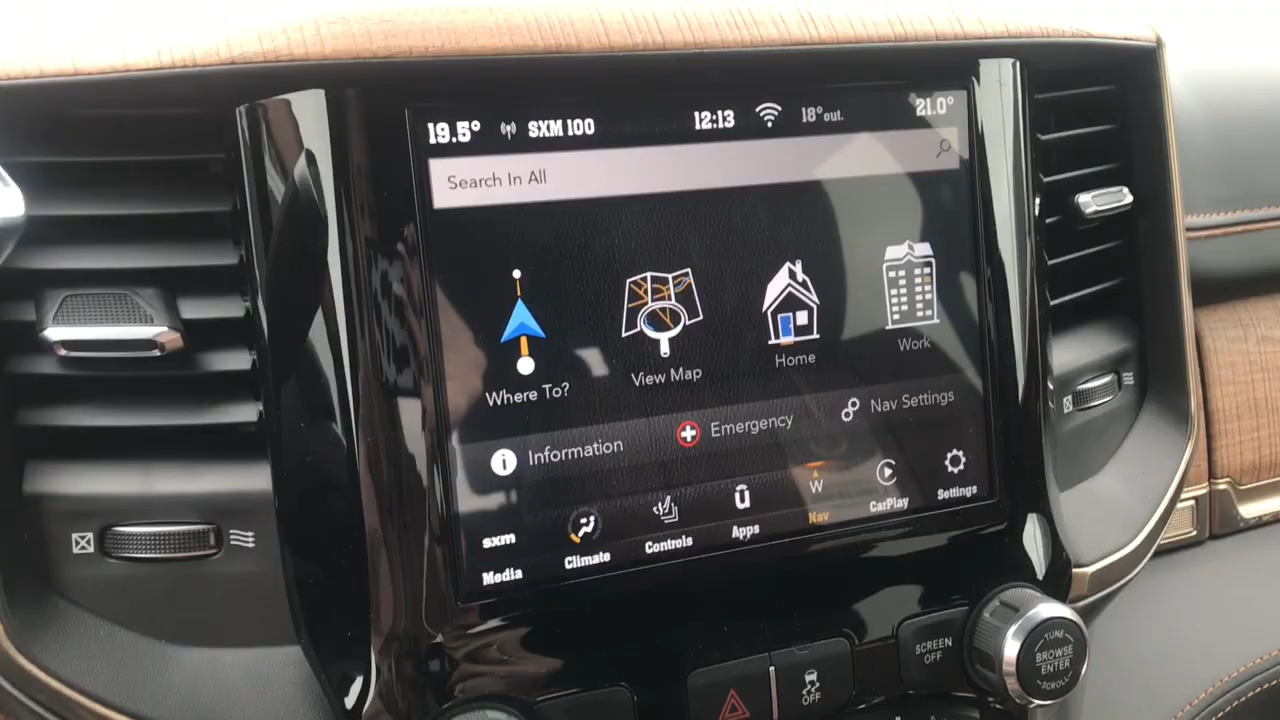 19.5° SXM 100 12:13 18° out. 21.0°
Search In All
Where To? View Map Home Work
Information Emergency Nav Settings
sxm W
Media Climate Controls Apps Nav CarPlay Settings
OFF
SCREEN
OFF
TUNE
BROWSE
ENTER
SCROLL